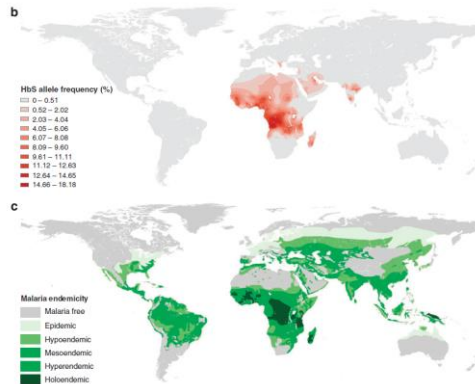 b
HbS allele frequency (%)
0 – 0.51
0.52 – 2.02
2.03 – 4.04
4.05 – 6.06
6.07 – 8.08
8.09 – 9.60
9.61 – 11.11
11.12 – 12.63
12.64 – 14.65
14.66 – 18.18
c
Malaria endemicity
Malaria free
Epidemic
Hypoendemic
Mesoendemic
Hyperendemic
Holoendemic